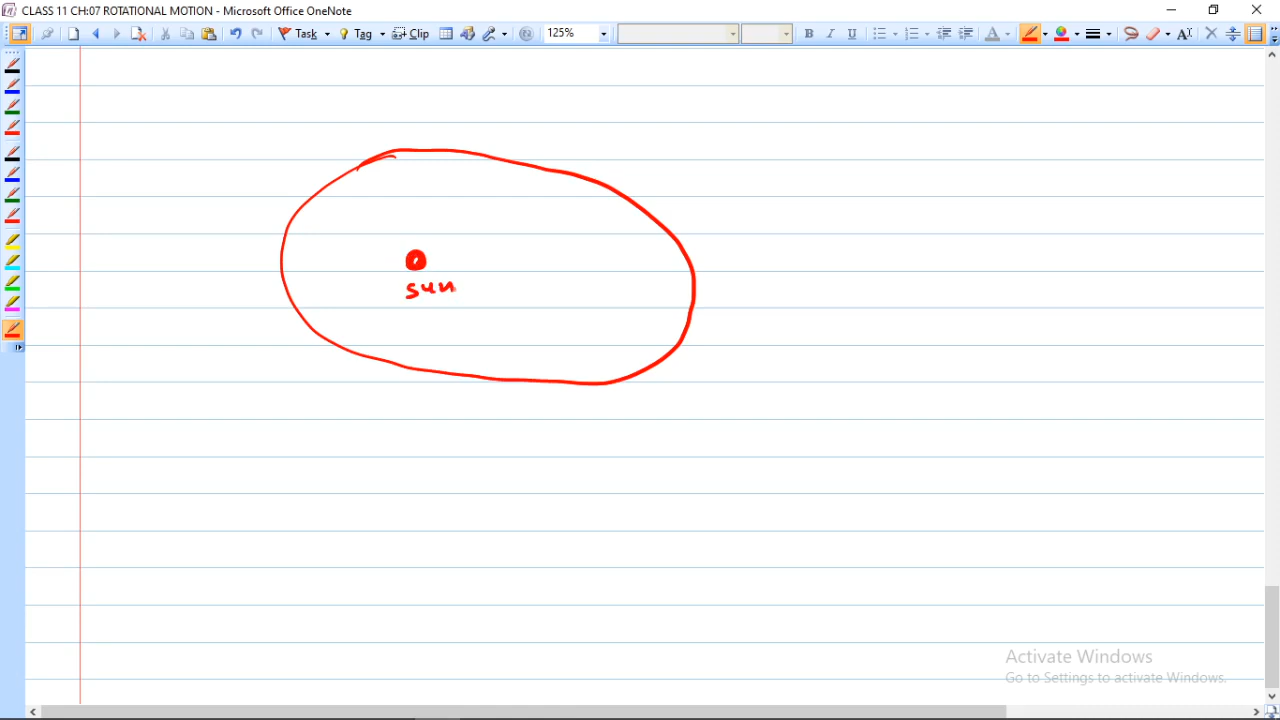 CLASS 11 CH:07 ROTATIONAL MOTION - Microsoft Office OneNote
Task Tag Clip 125% B I U
sun
Activate Windows
Go to Settings to activate Windows.